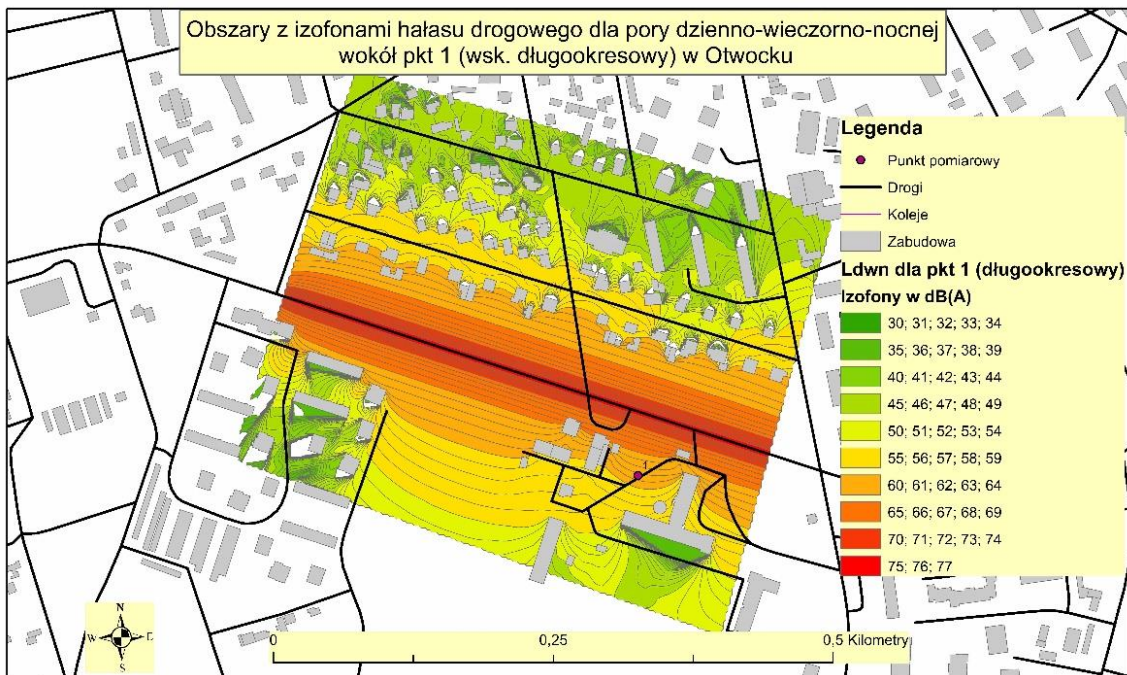 Obszary z izofonami hałasu drogowego dla pory dzienno-wieczorno-nocnej
wokół pkt 1 (wsk. długookresowy) w Otwocku
Legenda
Punkt pomiarowy
Drogi
Koleje
Zabudowa
Ldwn dla pkt 1 (długookresowy)
Izofony w dB(A)
30; 31; 32; 33; 34
35; 36; 37; 38; 39
40; 41; 42; 43; 44
45; 46; 47; 48; 49
50; 51; 52; 53; 54
55; 56; 57; 58; 59
60; 61; 62; 63; 64
65; 66; 67; 68; 69
70; 71; 72; 73; 74
75; 76; 77
1
N
W E
S
0 0,25 0,5 Kilometry